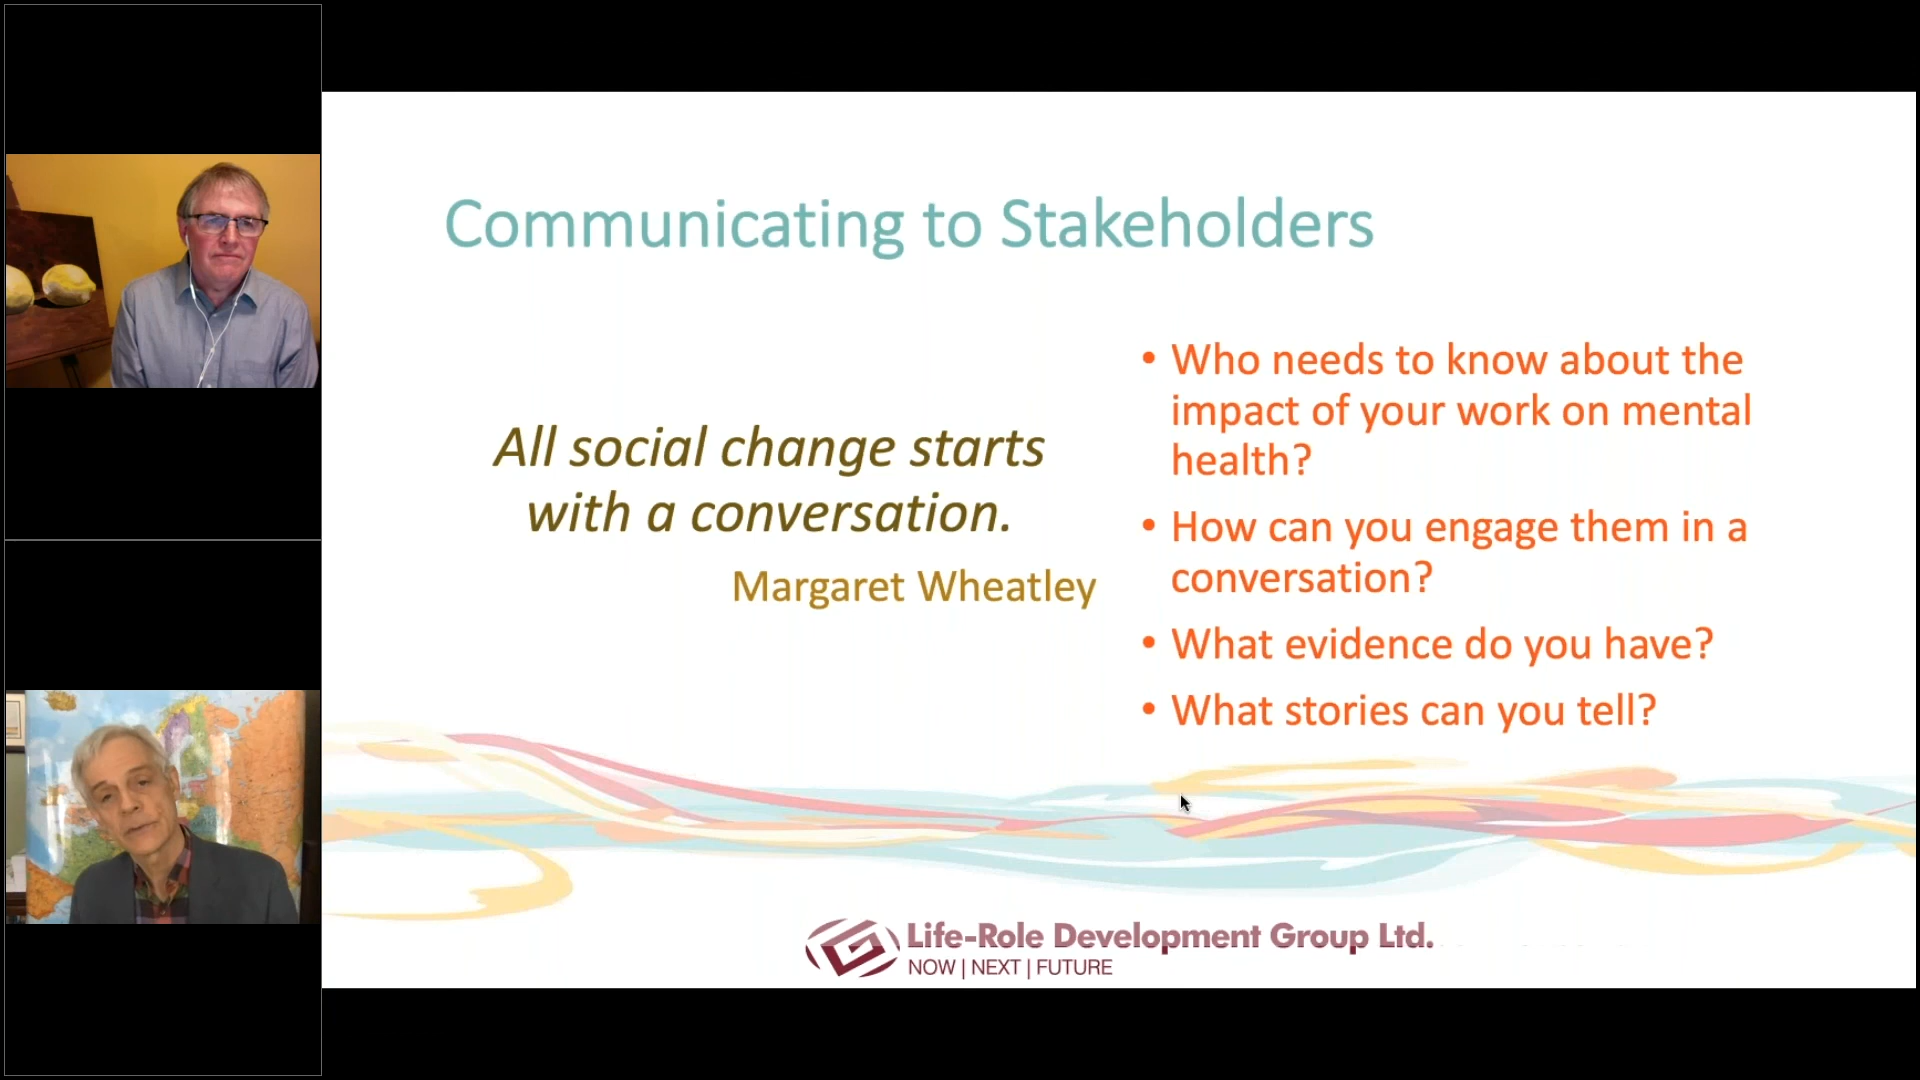 Communicating to Stakeholders
All social change starts
with a conversation.
Margaret Wheatley
• Who needs to know about the
impact of your work on mental
health?
• How can you engage them in a
conversation?
• What evidence do you have?
• What stories can you tell?
Life-Role Development Group Ltd.
NOW | NEXT | FUTURE